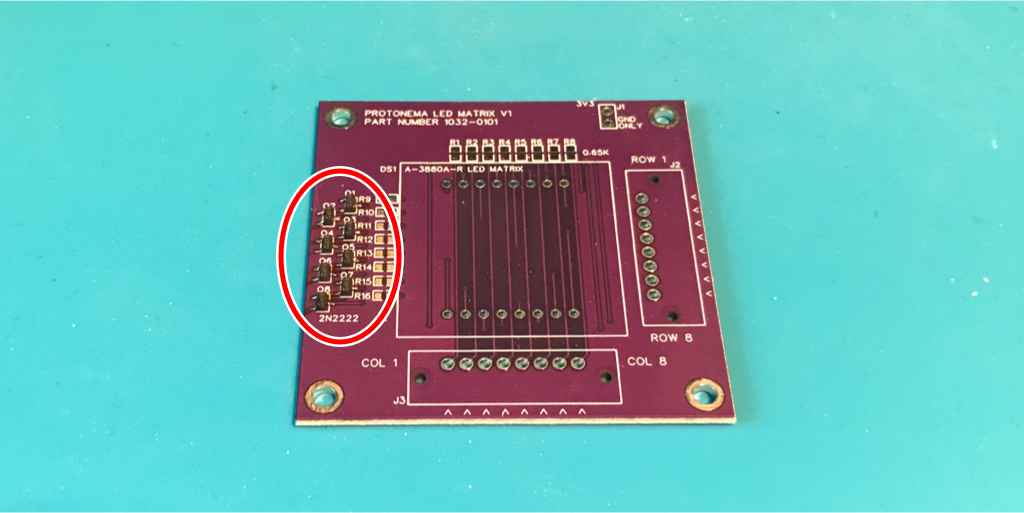 PROTONEMA LED MATRIX V1
PART NUMBER 1032-0101
3V3
J1
GND
ONLY
R1 R2 R3 R4 R5 R6 R7 R8
0.65K
DS1
A-3880A-R LED MATRIX
ROW 1
J2
Q1
R9
R10
R11
Q4
R12
Q5
R13
Q6
R14
Q7
R15
Q8
R16
2N2222
ROW 8
COL 1
COL 8
J3